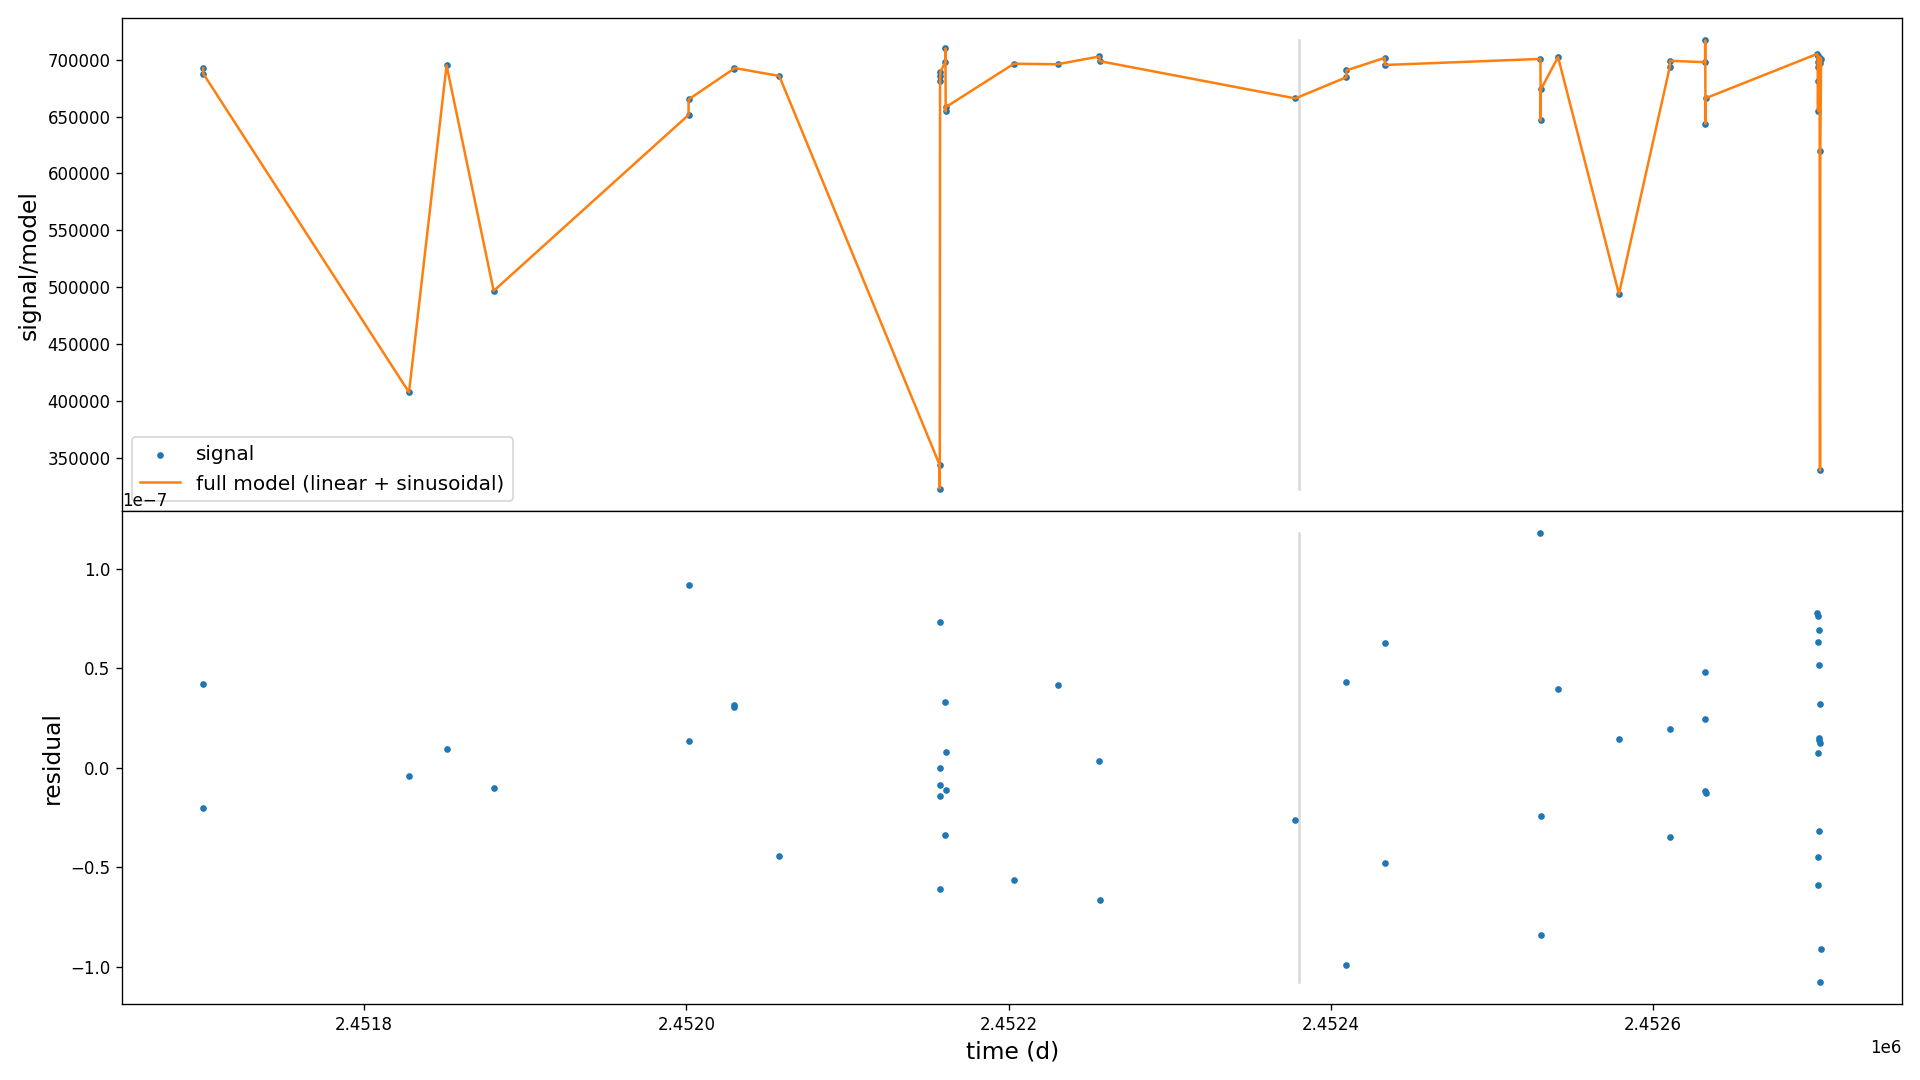 700000
650000
600000
550000
500000
450000
400000
350000
signal/model
signal
full model (linear + sinusoidal)
1e−7
1.0
0.5
0.0
−0.5
−1.0
residual
2.4518
2.4520
2.4522
2.4524
2.4526
1e6
time (d)